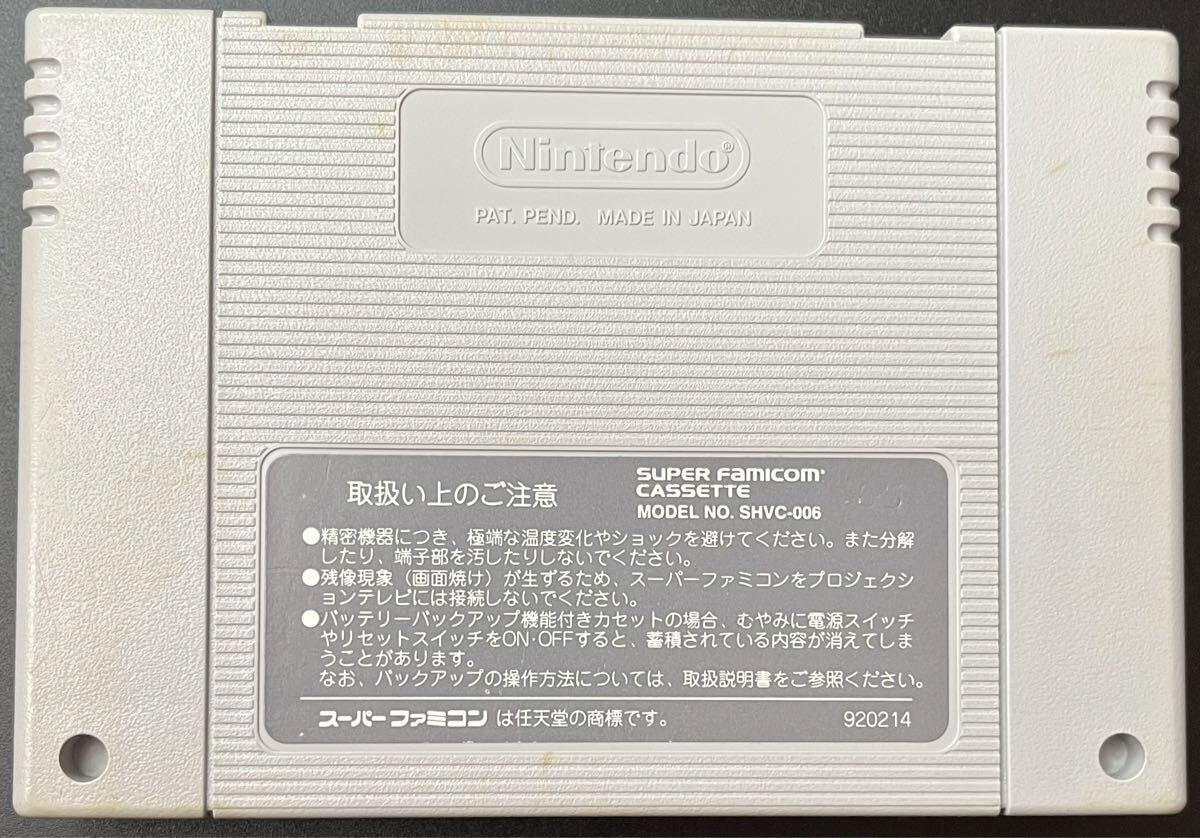 Nintendo®
PAT. PEND. MADE IN JAPAN
取扱い上のご注意
SUPER FAMICOM
CASSETTE
MODEL NO. SHVC-006
●精密機器につき、極端な温度変化やショックを避けてください。また分解
したり、端子部を汚したりしないでください。
●残像現象(画面焼け)が生ずるため、スーパーファミコンをプロジェクシ
ョンテレビには接続しないでください。
●バッテリーバックアップ機能付きカセットの場合、むやみに電源スイッチ
やリセットスイッチをON・OFFすると、蓄積されている内容が消えてしま
うことがあります。
なお、バックアップの操作方法については、取扱説明書をご参照ください。
スーパーファミコンは任天堂の商標です。 920214